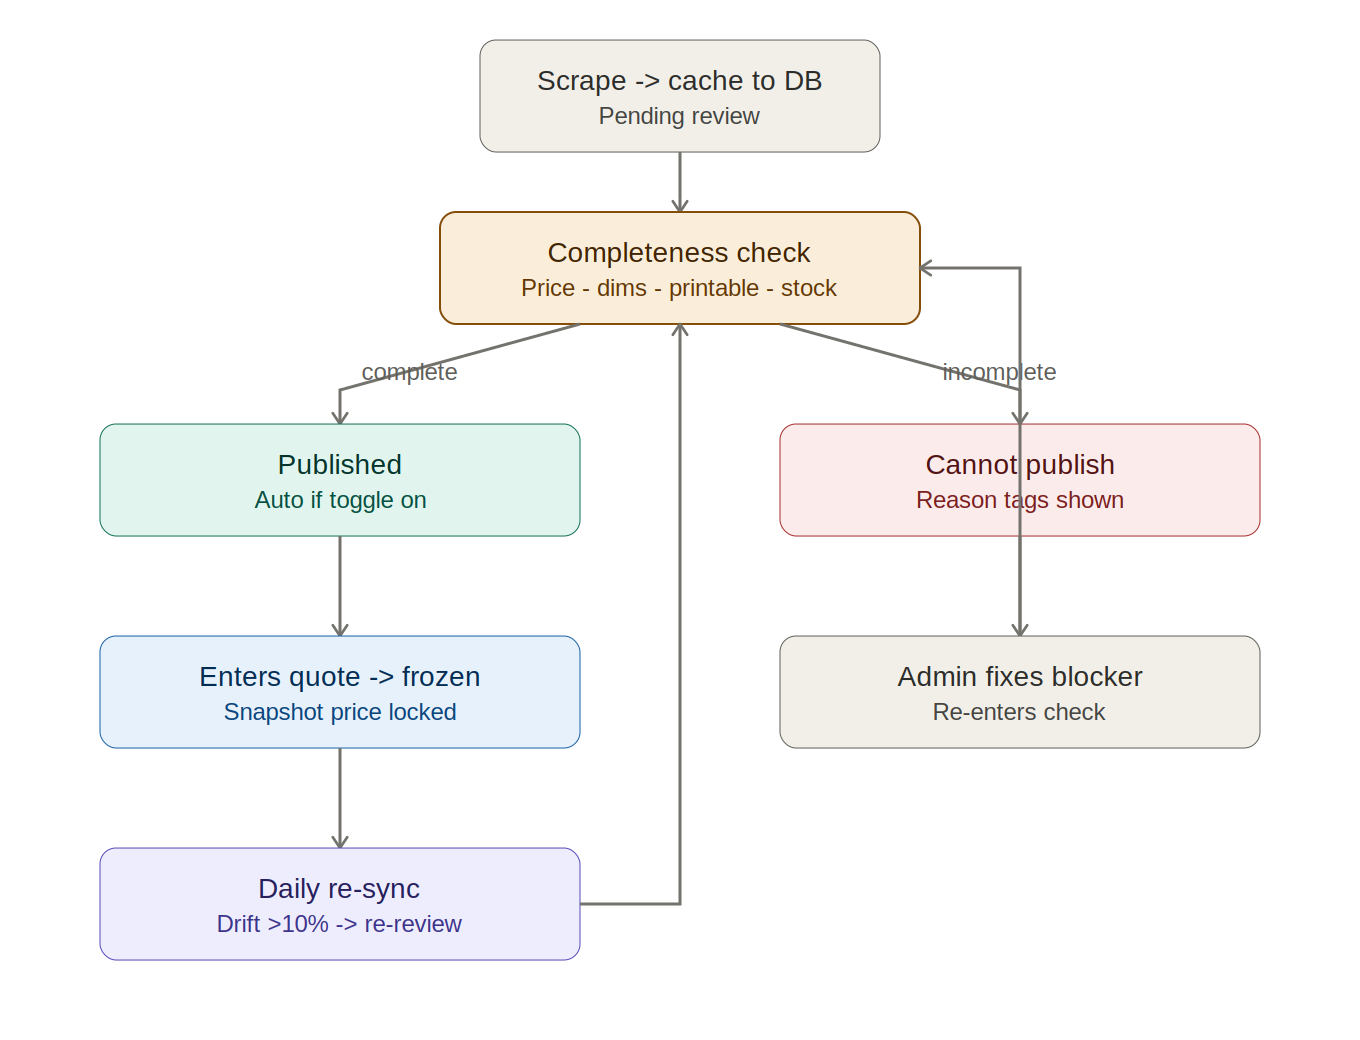 Scrape -> cache to DB
Pending review
Completeness check
Price - dims - printable - stock
complete
incomplete
Published
Auto if toggle on
Cannot publish
Reason tags shown
Enters quote -> frozen
Snapshot price locked
Admin fixes blocker
Re-enters check
Daily re-sync
Drift >10% -> re-review